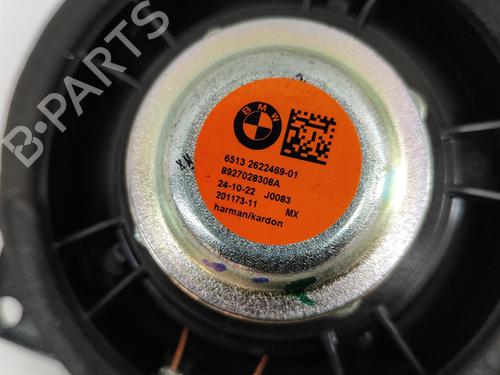 B-PARTS
BMW
6513 2622469-01
8927028308A
24-10-22 J0083
201173-11 MX
harman/kardon